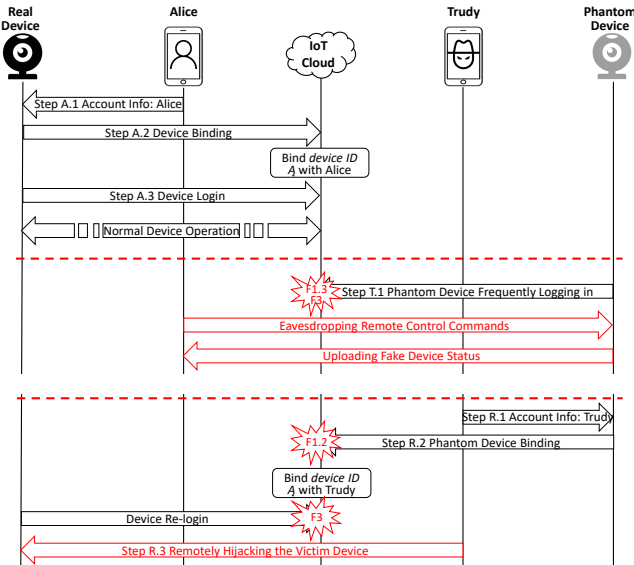 Real
Device
Alice
IoT
Cloud
Trudy
Phantom
Device
Step A.1 Account Info: Alice
Step A.2 Device Binding
Bind device ID
A with Alice
Step A.3 Device Login
Normal Device Operation
F1.3
F3
Step T.1 Phantom Device Frequently Logging in
Eavesdropping Remote Control Commands
Uploading Fake Device Status
Step R.1 Account Info: Trudy
F1.2
Step R.2 Phantom Device Binding
Bind device ID
A with Trudy
Device Re-login
F3
Step R.3 Remotely Hijacking the Victim Device